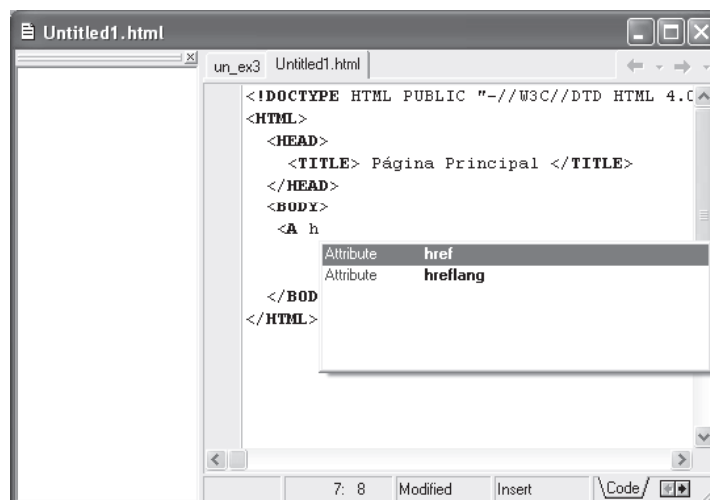 Untitled1.html
un_ex3 Untitled1.html
<!DOCTYPE HTML PUBLIC "-//W3C//DTD HTML 4.0
<HTML>
<HEAD>
<TITLE> Página Principal </TITLE>
</HEAD>
<BODY>
<A h
Attribute href
Attribute hreflang
</BOD
</HTML>
7: 8 Modified Insert \Code/